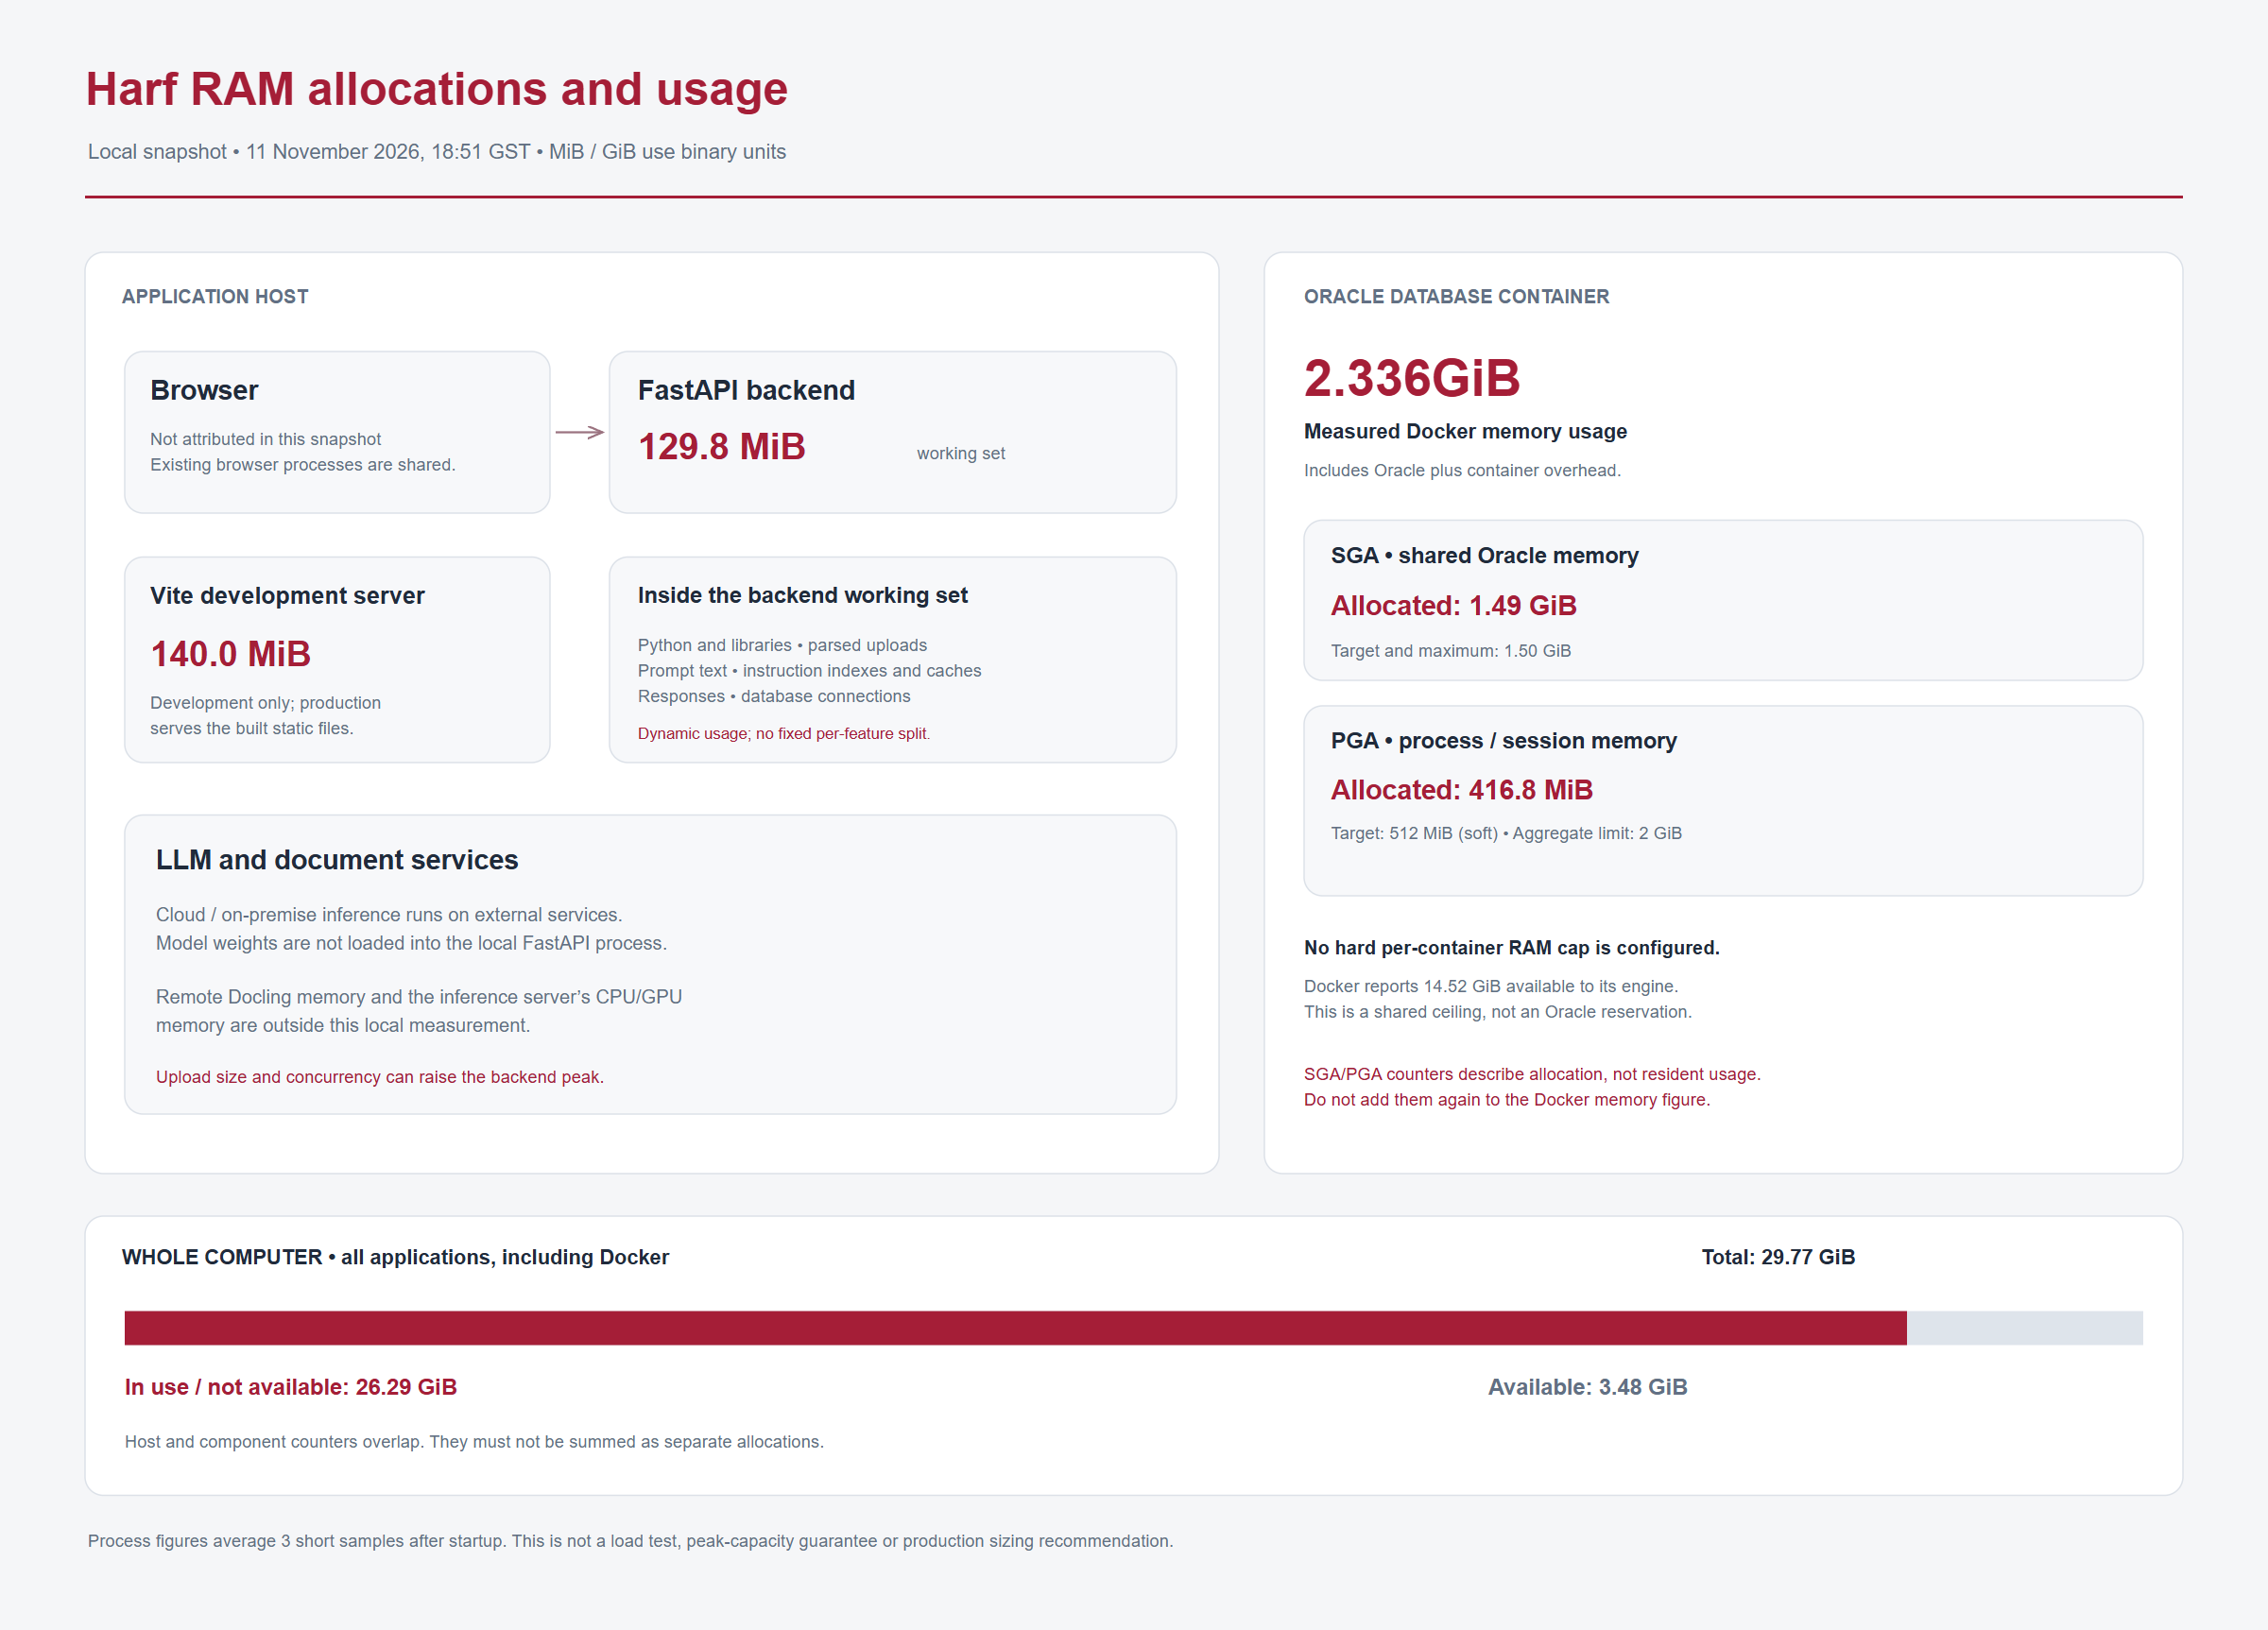 Harf RAM allocations and usage
Local snapshot • 11 November 2026, 18:51 GST • MiB / GiB use binary units
APPLICATION HOST
Browser
Not attributed in this snapshot
Existing browser processes are shared.
FastAPI backend
129.8 MiB
working set
Vite development server
140.0 MiB
Development only; production
serves the built static files.
Inside the backend working set
Python and libraries • parsed uploads
Prompt text • instruction indexes and caches
Responses • database connections
Dynamic usage; no fixed per-feature split.
LLM and document services
Cloud / on-premise inference runs on external services.
Model weights are not loaded into the local FastAPI process.
Remote Docling memory and the inference server’s CPU/GPU
memory are outside this local measurement.
Upload size and concurrency can raise the backend peak.
ORACLE DATABASE CONTAINER
2.336GiB
Measured Docker memory usage
Includes Oracle plus container overhead.
SGA • shared Oracle memory
Allocated: 1.49 GiB
Target and maximum: 1.50 GiB
PGA • process / session memory
Allocated: 416.8 MiB
Target: 512 MiB (soft) • Aggregate limit: 2 GiB
No hard per-container RAM cap is configured.
Docker reports 14.52 GiB available to its engine.
This is a shared ceiling, not an Oracle reservation.
SGA/PGA counters describe allocation, not resident usage.
Do not add them again to the Docker memory figure.
WHOLE COMPUTER • all applications, including Docker
Total: 29.77 GiB
In use / not available: 26.29 GiB
Available: 3.48 GiB
Host and component counters overlap. They must not be summed as separate allocations.
Process figures average 3 short samples after startup. This is not a load test, peak-capacity guarantee or production sizing recommendation.